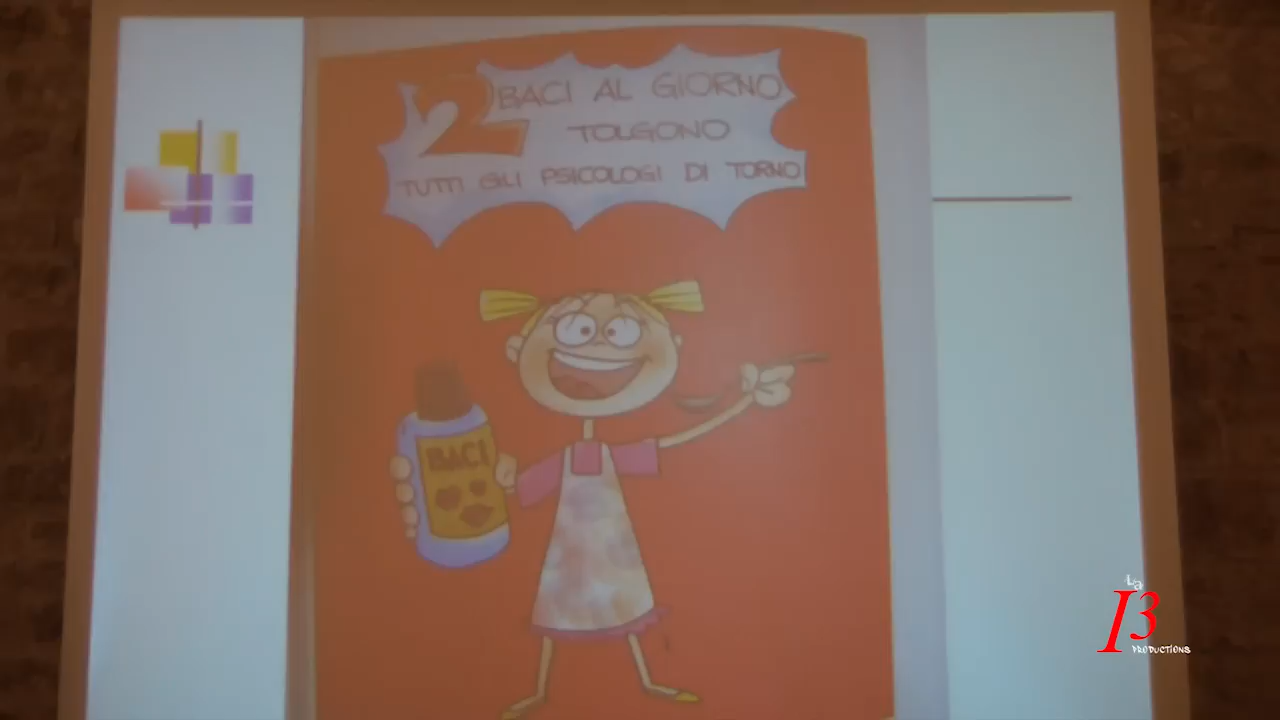 2 BACI AL GIORNO
TOLGONO
TUTTI GLI PSICOLOGI DI TORNO
BACI
La
I3
PRODUCTIONS